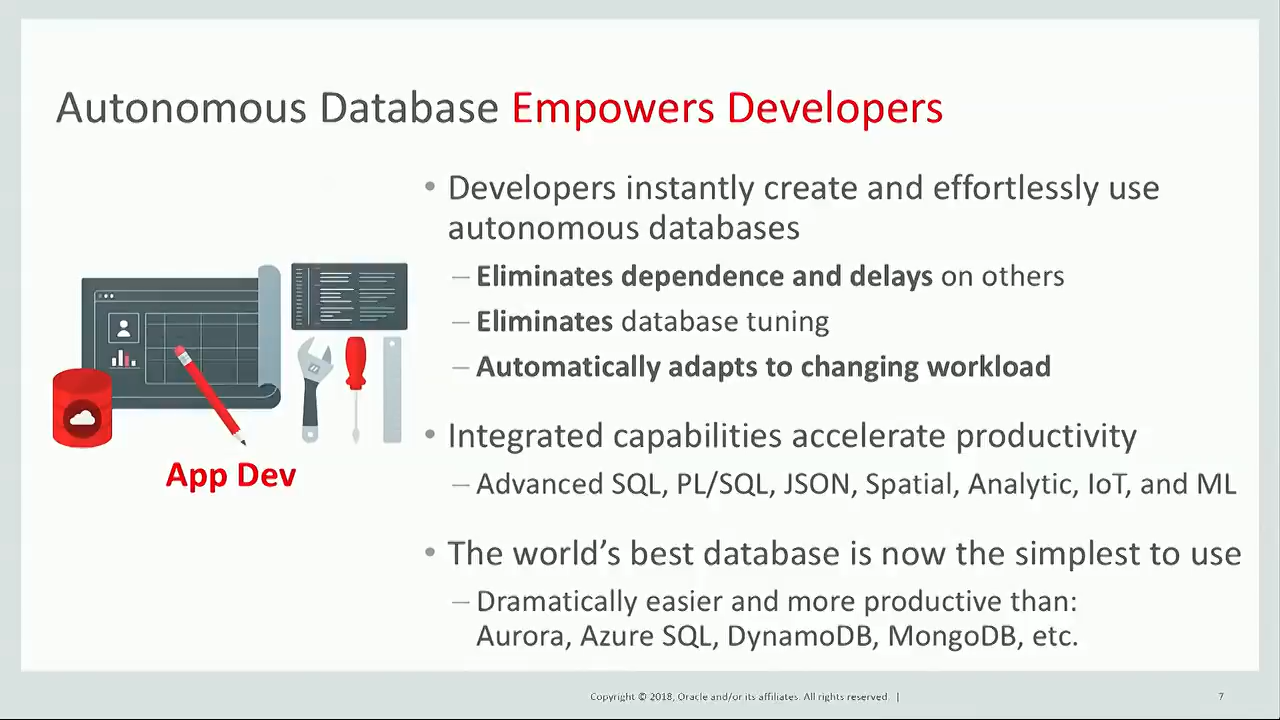 Autonomous Database Empowers Developers
• Developers instantly create and effortlessly use
autonomous databases
– Eliminates dependence and delays on others
– Eliminates database tuning
– Automatically adapts to changing workload
• Integrated capabilities accelerate productivity
– Advanced SQL, PL/SQL, JSON, Spatial, Analytic, IoT, and ML
• The world’s best database is now the simplest to use
– Dramatically easier and more productive than:
Aurora, Azure SQL, DynamoDB, MongoDB, etc.
App Dev
Copyright © 2018, Oracle and/or its affiliates. All rights reserved. |
7